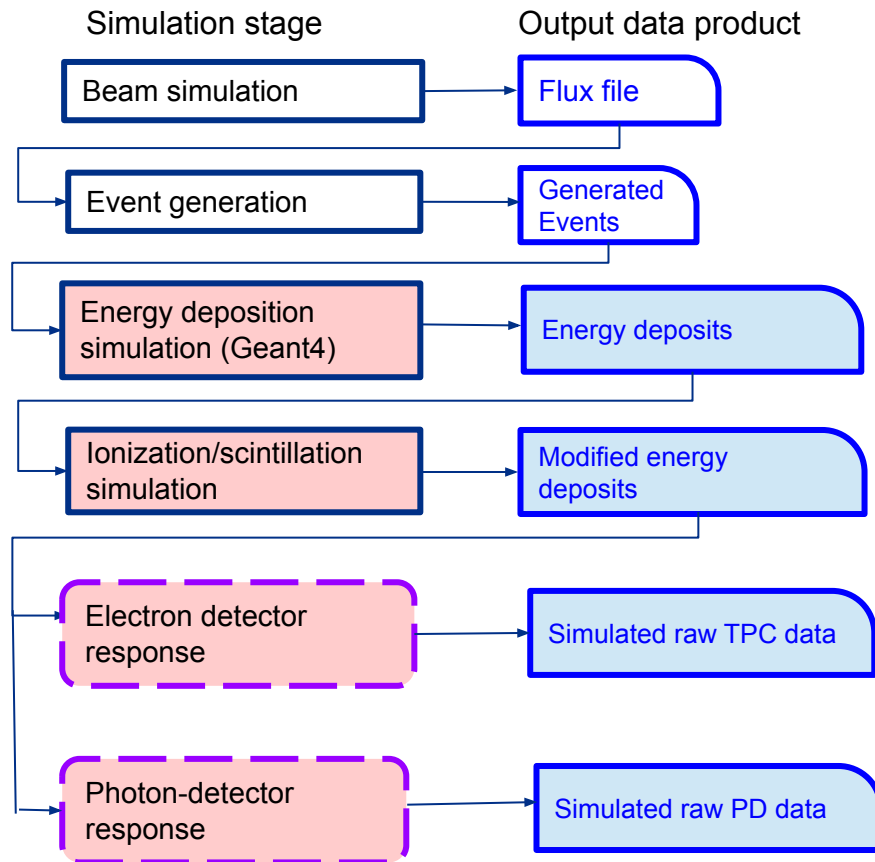 Simulation stage
Output data product
Beam simulation
Flux file
Event generation
Generated
Events
Energy deposition
simulation (Geant4)
Energy deposits
Ionization/scintillation
simulation
Modified energy
deposits
Electron detector
response
Simulated raw TPC data
Photon-detector
response
Simulated raw PD data